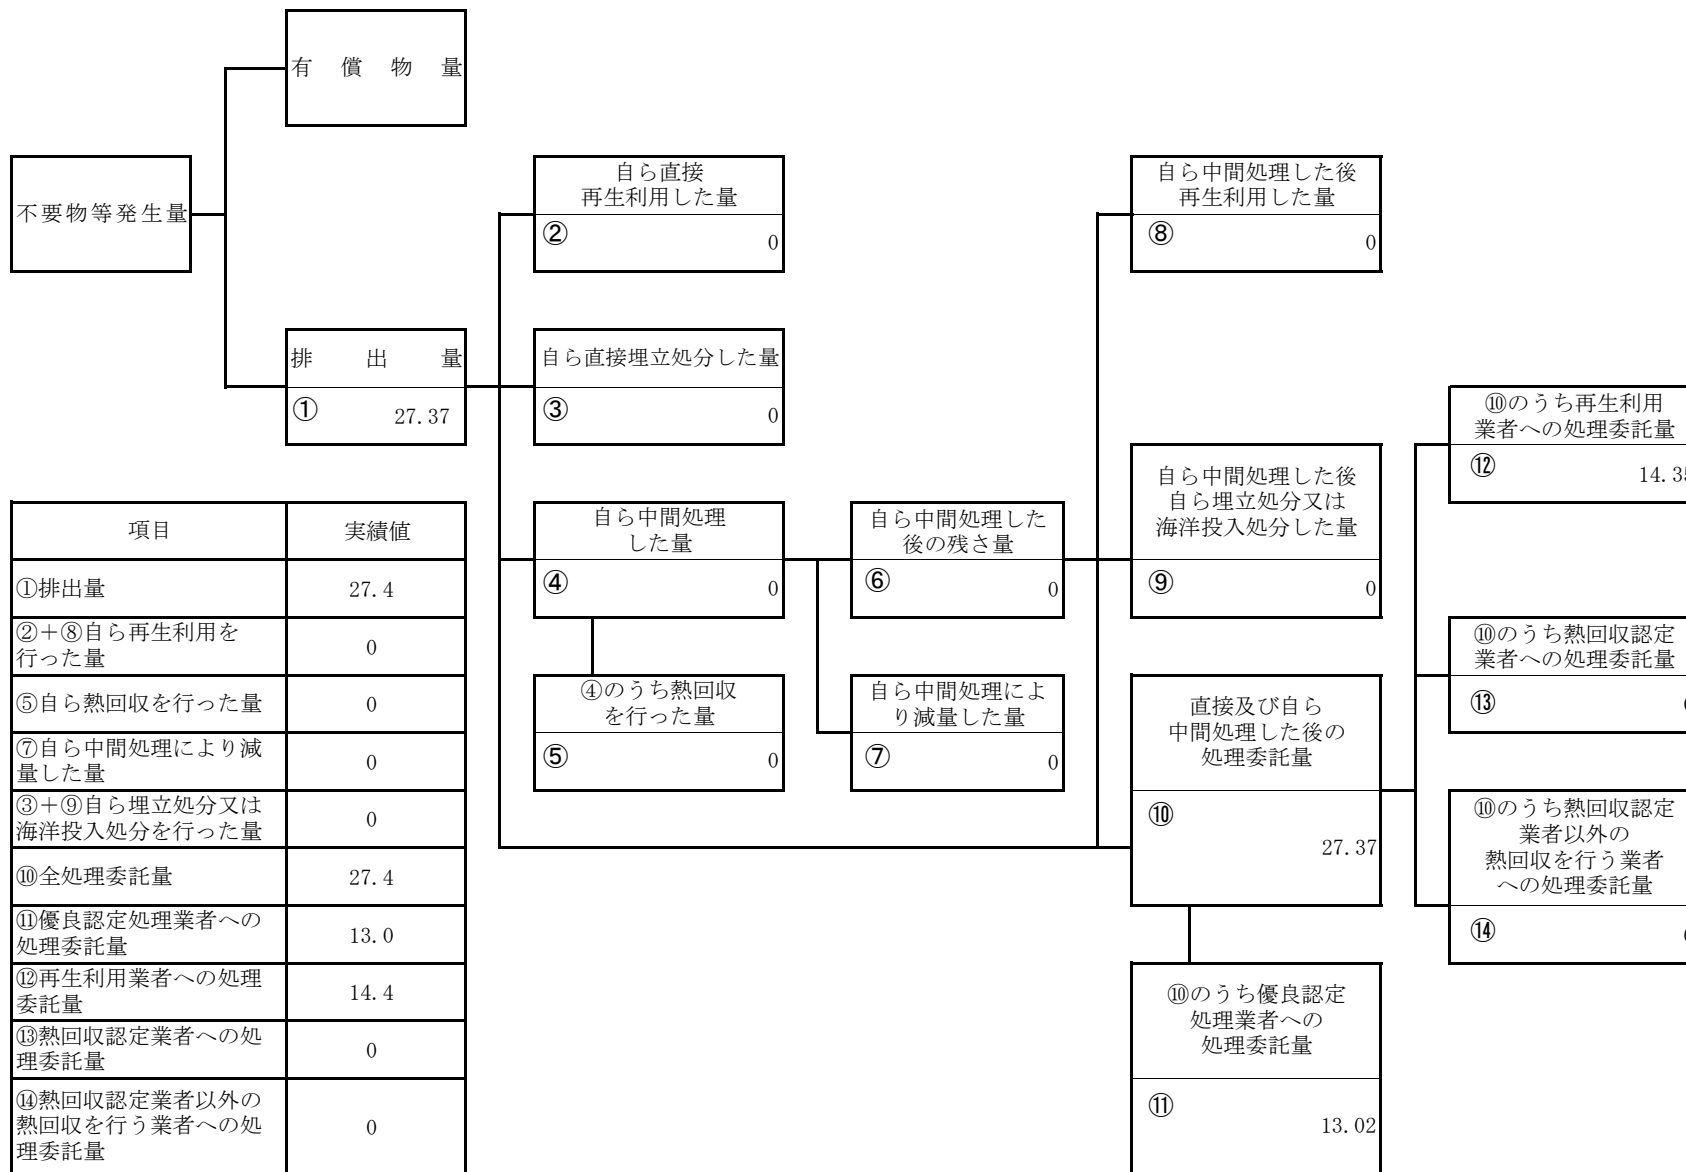 有償物量
不要物等発生量
自ら直接
再生利用した量
②
0
自ら中間処理した後
再生利用した量
⑧
0
排出量
①
27.37
自ら直接埋立処分した量
③
0
⑩のうち再生利用
業者への処理委託量
⑫
14.35
自ら中間処理
した量
④
0
自ら中間処理した
後の残さ量
⑥
0
自ら中間処理した後
自ら埋立処分又は
海洋投入処分した量
⑨
0
④のうち熱回収
を行った量
⑤
0
自ら中間処理によ
り減量した量
⑦
0
直接及び自ら
中間処理した後の
処理委託量
⑩
27.37
⑩のうち熱回収認定
業者への処理委託量
⑬
⑩のうち熱回収認定
業者以外の
熱回収を行う業者
への処理委託量
⑭
⑩のうち優良認定
処理業者への
処理委託量
⑪
13.02
項目 実績値
①排出量 27.4
②＋⑧自ら再生利用を
行った量 0
⑤自ら熱回収を行った量 0
⑦自ら中間処理により減
量した量 0
③＋⑨自ら埋立処分又は
海洋投入処分を行った量 0
⑩全処理委託量 27.4
⑪優良認定処理業者への
処理委託量 13.0
⑫再生利用業者への処理
委託量 14.4
⑬熱回収認定業者への処
理委託量 0
⑭熱回収認定業者以外の
熱回収を行う業者への処
理委託量 0